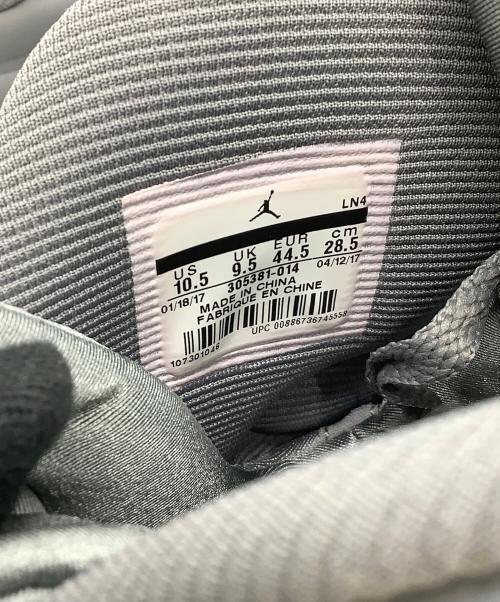 LN4
US UK EUR cm
10.5 9.5 44.5 28.5
01/18/17 305381-014 04/12/17
MADE IN CHINA
FABRIQUE EN CHINE
107301046 UPC 00886736745558